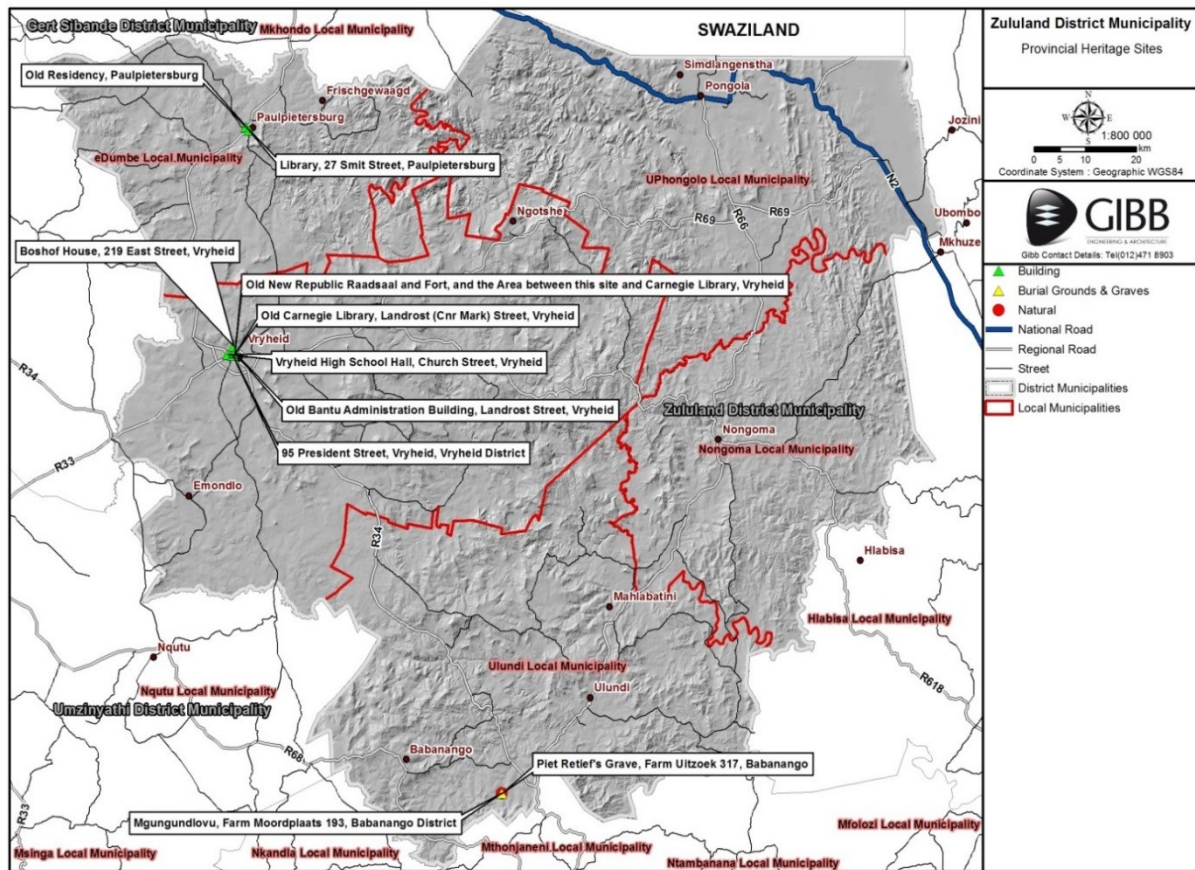 Gert Sibande District Municipality
Mkhondo Local Municipality
SWAZILAND
Old Residency, Paulpietersburg
Simdlangenstha
Pongola
Frischgewaagd
Paulpietersburg
Jozini
eDumbe Local Municipality
Library, 27 Smit Street, Paulpietersburg
UPhongolo Local Municipality
N2
Ngotshe
R69
R66
R69
Ubombo
Mkhuze
Boshof House, 219 East Street, Vryheid
Old New Republic Raadsaal and Fort, and the Area between this site and Carnegie Library, Vryheid
Old Carnegie Library, Landrost (Cnr Mark) Street, Vryheid
Vryheid
Vryheid High School Hall, Church Street, Vryheid
R34
Old Bantu Administration Building, Landrost Street, Vryheid
Zululand District Municipality
Nongoma
Nongoma Local Municipality
95 President Street, Vryheid, Vryheid District
R33
Emondlo
R34
Hlabisa
Mahlabatini
Hlabisa Local Municipality
Nqutu
Ulundi Local Municipality
Nqutu Local Municipality
Ulundi
R618
Umzinyathi District Municipality
R68
Babanango
Piet Retief's Grave, Farm Uitzoek 317, Babanango
R33
Mgungundlovu, Farm Moordplaats 193, Babanango District
Mfolozi Local Municipality
Msinga Local Municipality
Nkandla Local Municipality
Mthonjaneni Local Municipality
Ntambanana Local Municipality
Zululand District Municipality
Provincial Heritage Sites
N
W
E
S
1:800 000
km
0 5 10 20
Coordinate System : Geographic WGS84
GIBB
ENGINEERING & ARCHITECTURE
Gibb Contact Details: Tel(012)471 8903
Building
Burial Grounds & Graves
Natural
National Road
Regional Road
Street
District Municipalities
Local Municipalities